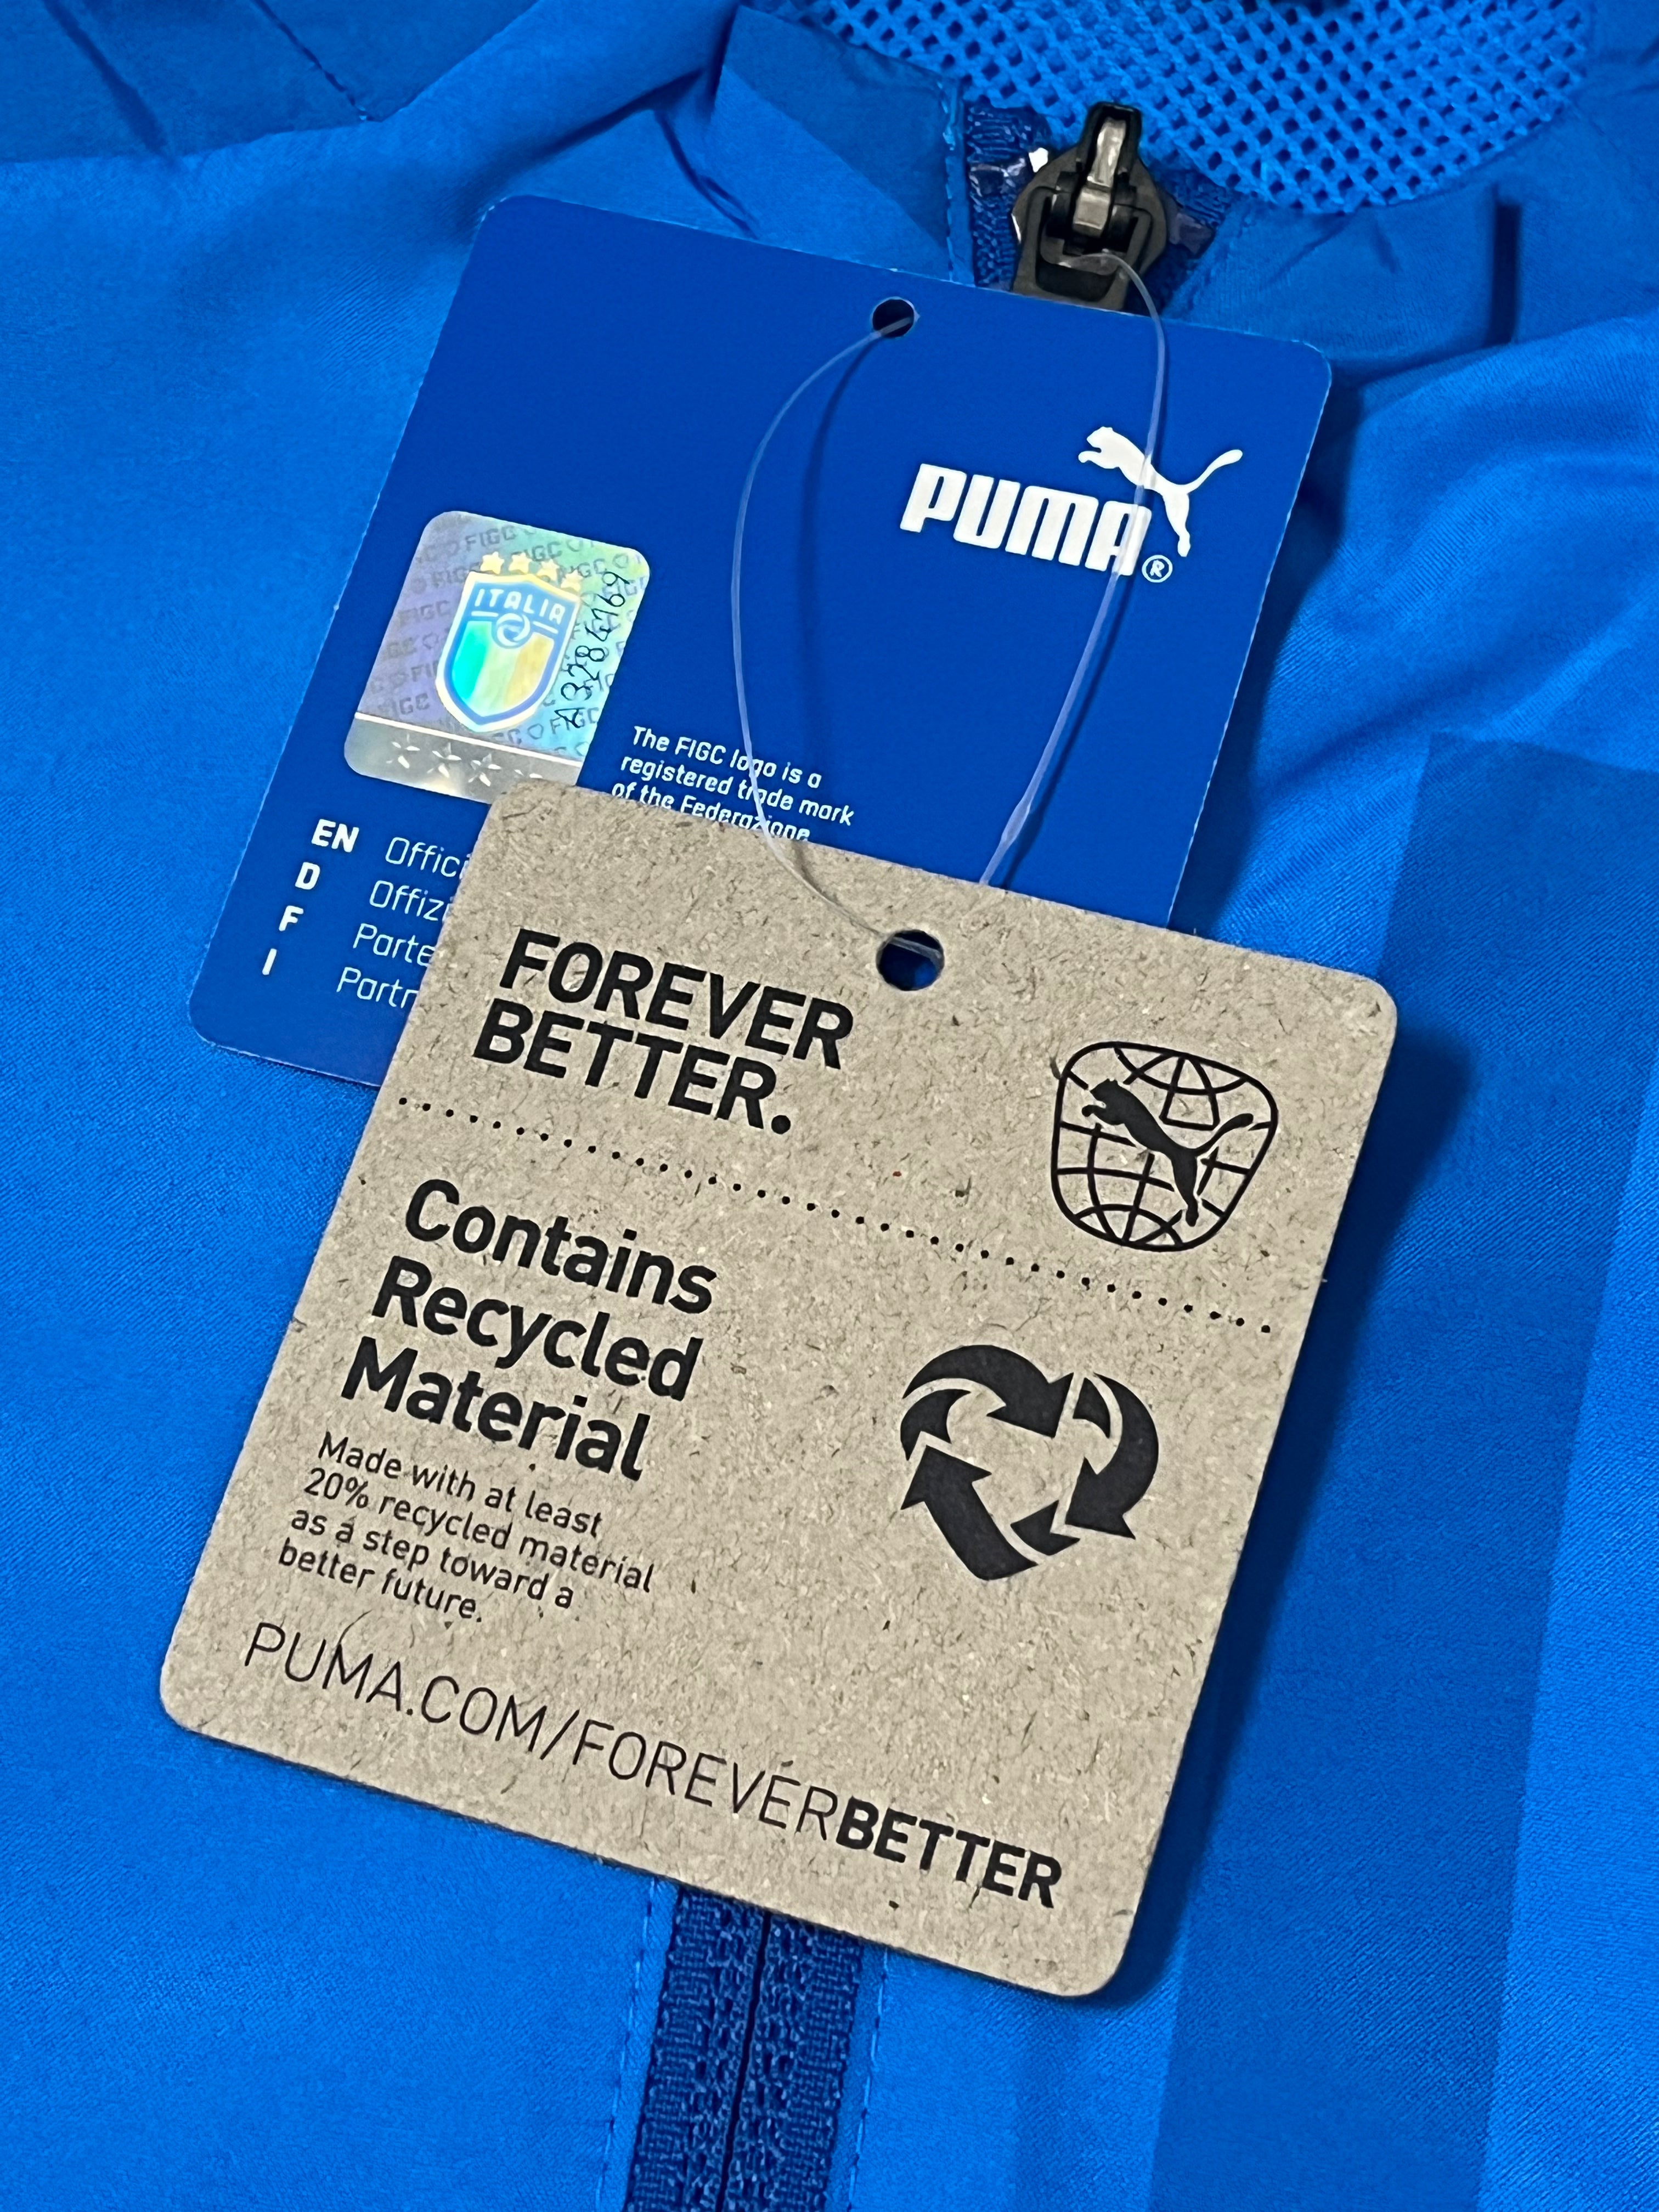 PUMA®
ITALIA
The FIGC logo is a
registered trade mark
of the Federazione
EN
D
F
I
FOREVER
BETTER.
Contains
Recycled
Material
Made with at least
20% recycled material
as a step toward a
better future.
PUMA.COM/FOREVERBETTER